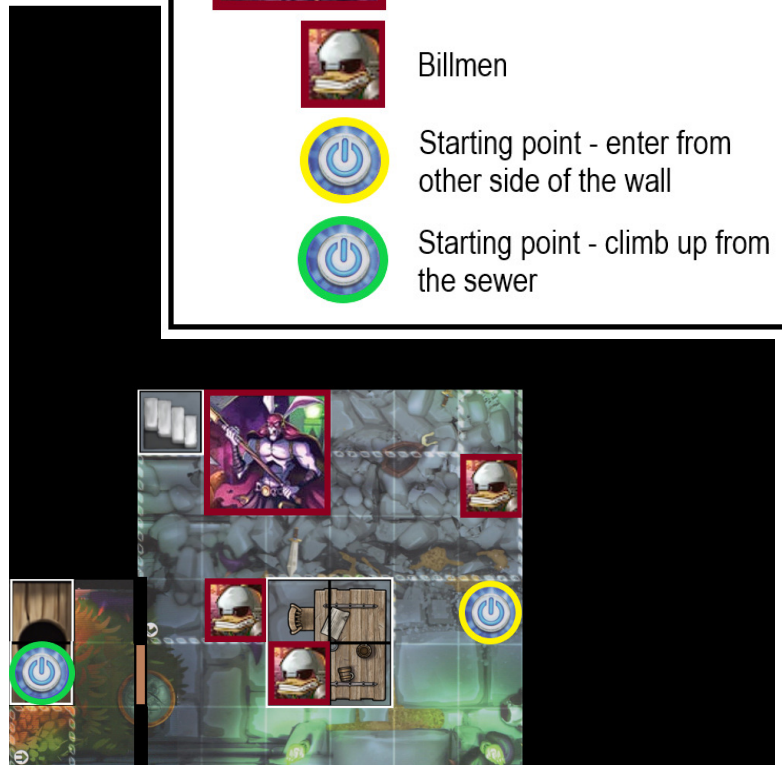 Billmen
Starting point - enter from
other side of the wall
Starting point - climb up from
the sewer